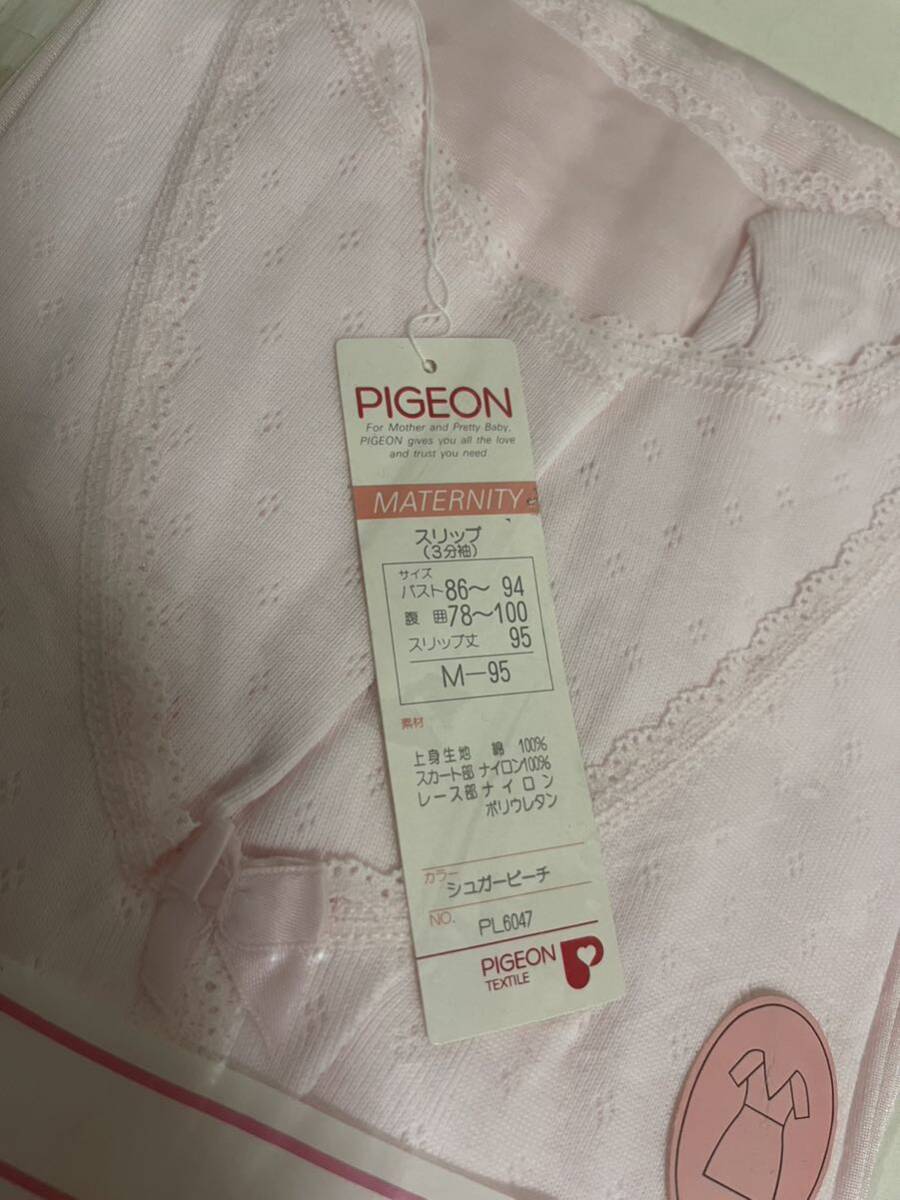 PIGEON
For Mother and Pretty Baby,
PIGEON gives you all the love
and trust you need
MATERNITY
スリップ
(3分袖)
サイズ
バスト86〜 94
腹 囲78〜100
スリップ丈 95
M-95
素材
上身生地 綿 100%
スカート部 ナイロン100%
レース部 ナイロン
ポリウレタン
カラー シュガーピーチ
NO. PL6047
PIGEON
TEXTILE